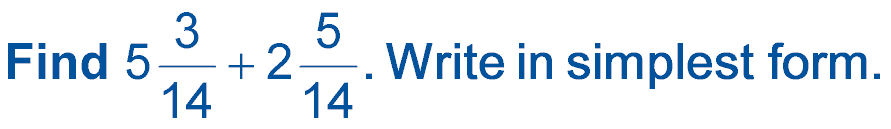 Find 5 3/14 + 2 5/14. Write in simplest form.